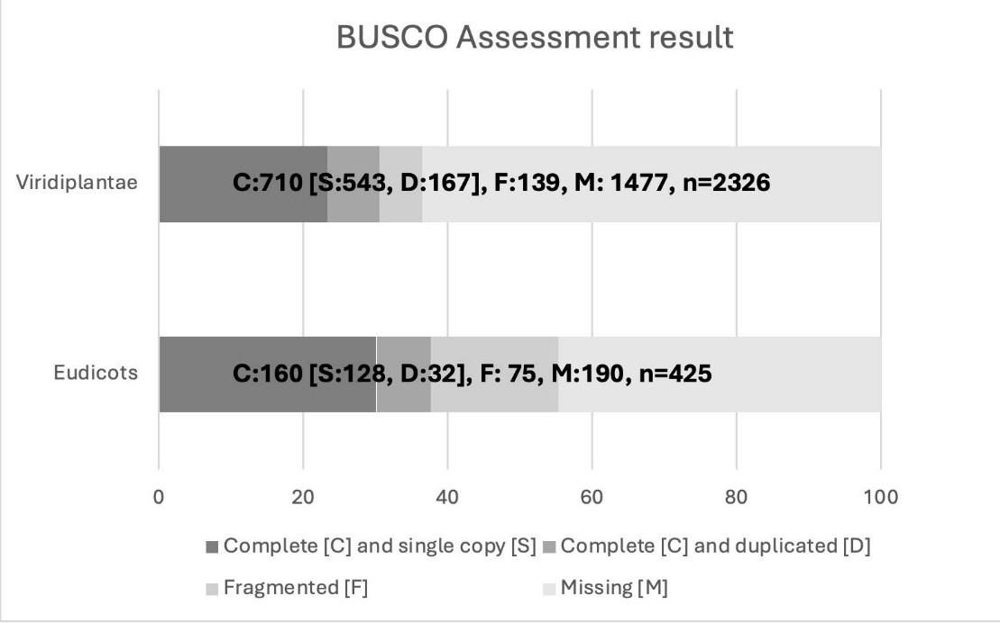 BUSCO Assessment result
Viridiplantae
C:710 [S:543, D:167], F:139, M: 1477, n=2326
Eudicots
C:160 [S:128, D:32], F: 75, M:190, n=425
0 20 40 60 80 100
Complete [C] and single copy [S] Complete [C] and duplicated [D]
Fragmented [F] Missing [M]